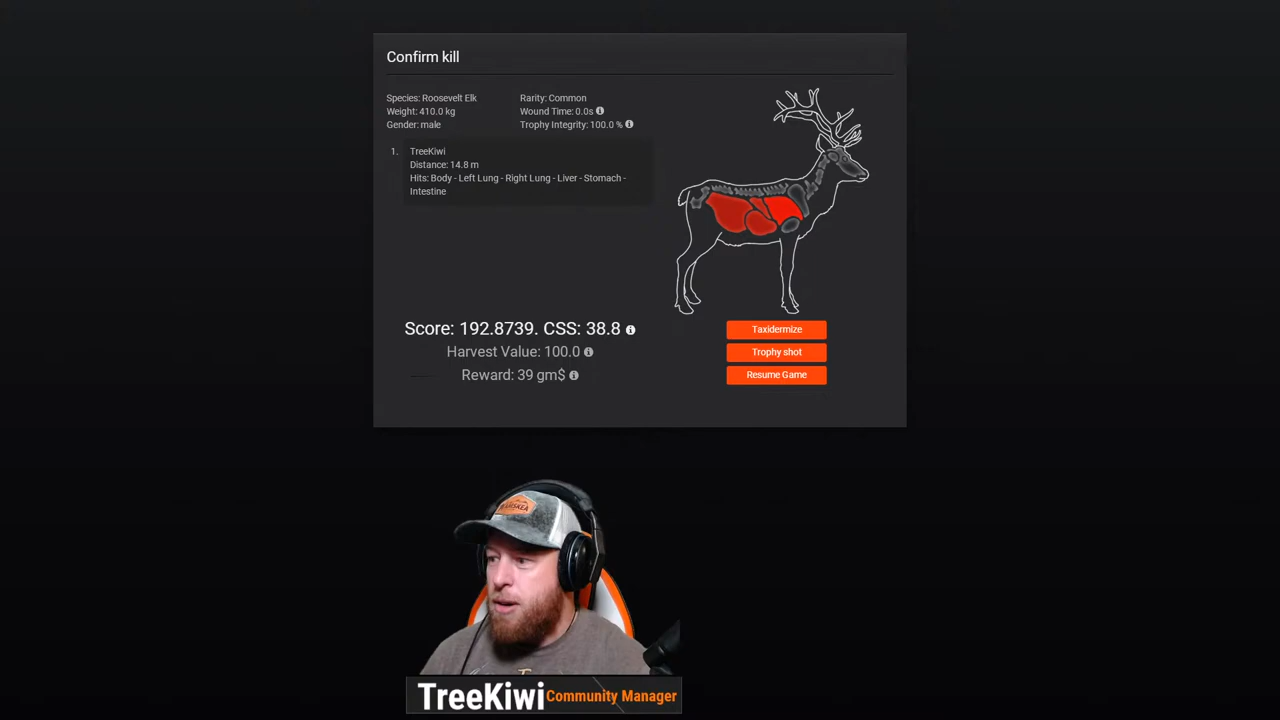 Confirm kill
Species: Roosevelt Elk
Weight: 410.0 kg
Gender: male
Rarity: Common
Wound Time: 0.0s
Trophy Integrity: 100.0 %
1.
TreeKiwi
Distance: 14.8 m
Hits: Body - Left Lung - Right Lung - Liver - Stomach -
Intestine
Score: 192.8739. CSS: 38.8
Harvest Value: 100.0
Reward: 39 gm$
Taxidermize
Trophy shot
Resume Game
TreeKiwi Community Manager